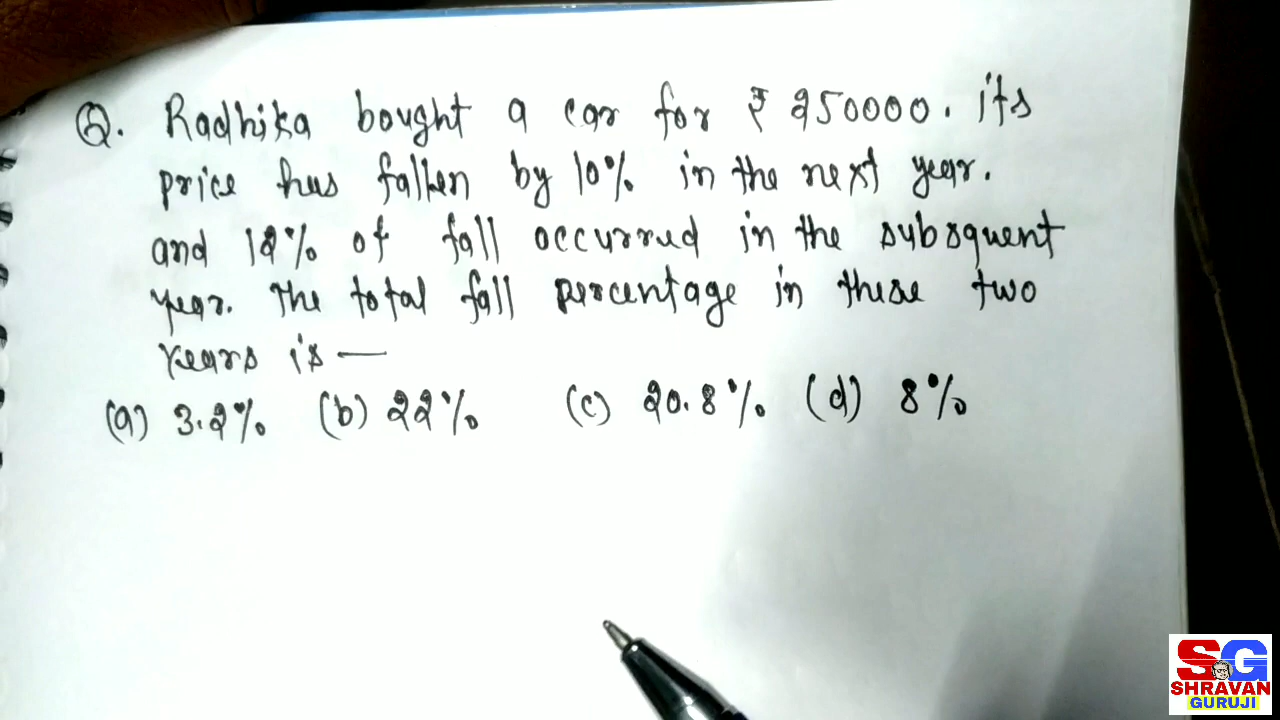 Q. Radhika bought a car for ₹ 250000. its
price has fallen by 10% in the next year.
and 12% of fall occurred in the subsquent
year. The total fall percentage in these two
years is —
(a) 3.2% (b) 22% (c) 20.8% (d) 8%
SG
SHRAVAN
GURUJI